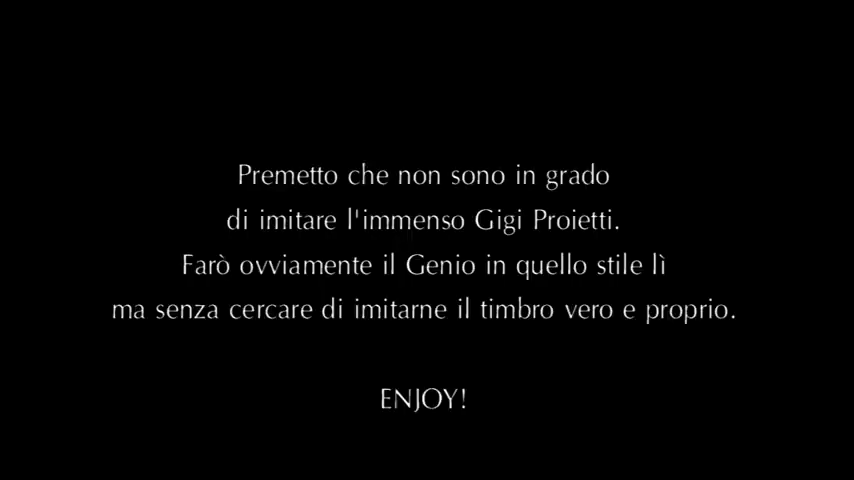 Premetto che non sono in grado
di imitare l'immenso Gigi Proietti.
Farò ovviamente il Genio in quello stile lì
ma senza cercare di imitarne il timbro vero e proprio.
ENJOY!